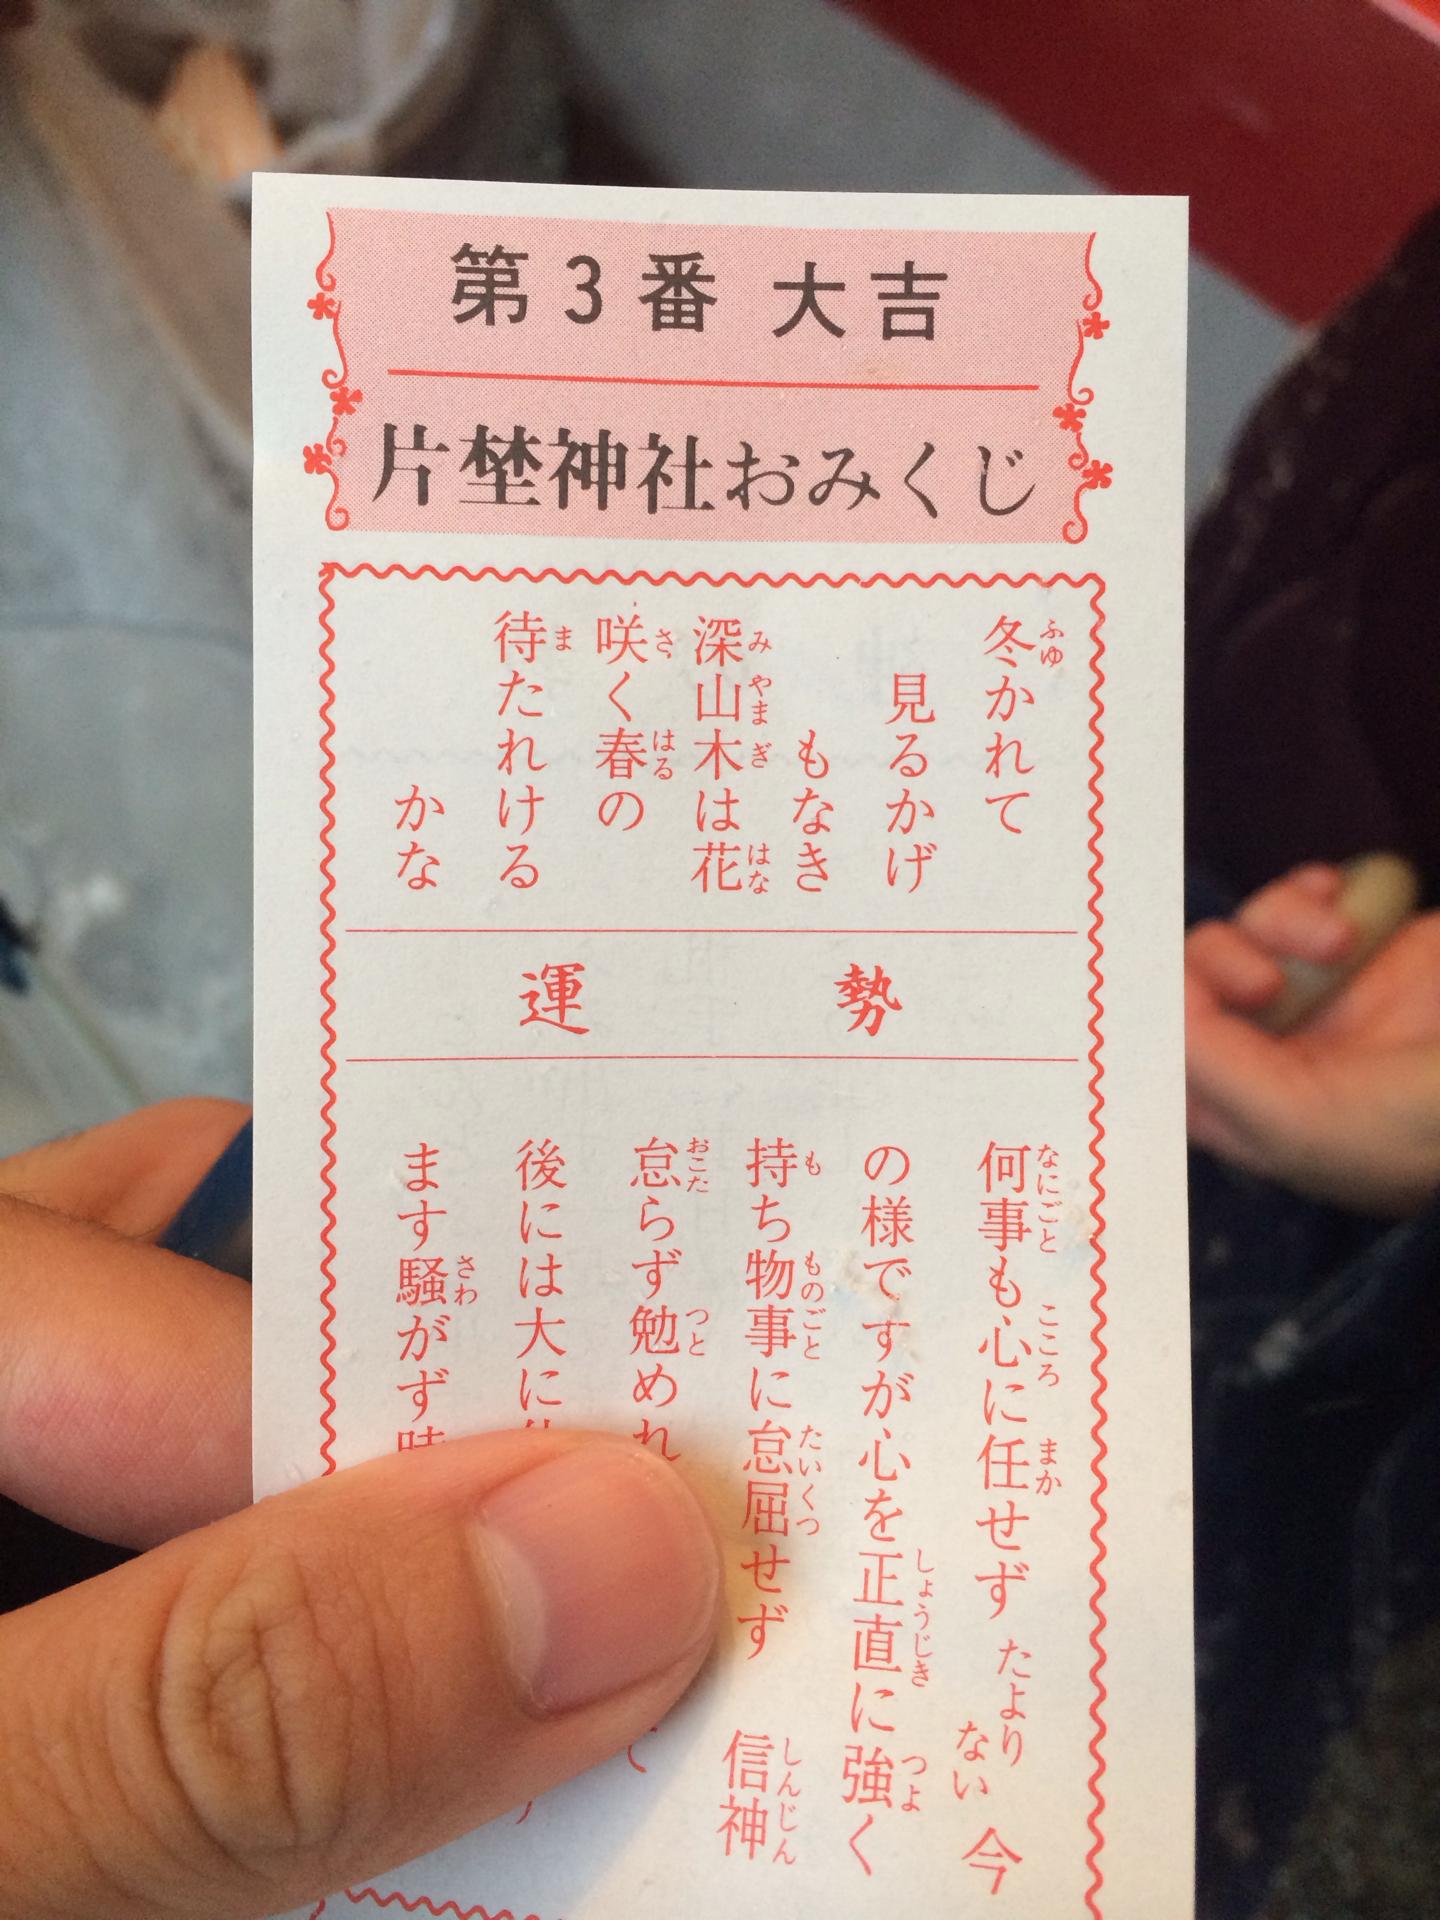 第3番 大吉
片埜神社おみくじ
冬かれて
見るかげ
もなき
深山木は花
咲く春の
待たれける
かな
運勢
何事も心に任せず たよりない 今
の様ですが心を正直に強く
持ち物事に怠屈せず 信神
怠らず勉めれ
後には大に
ます騒がず